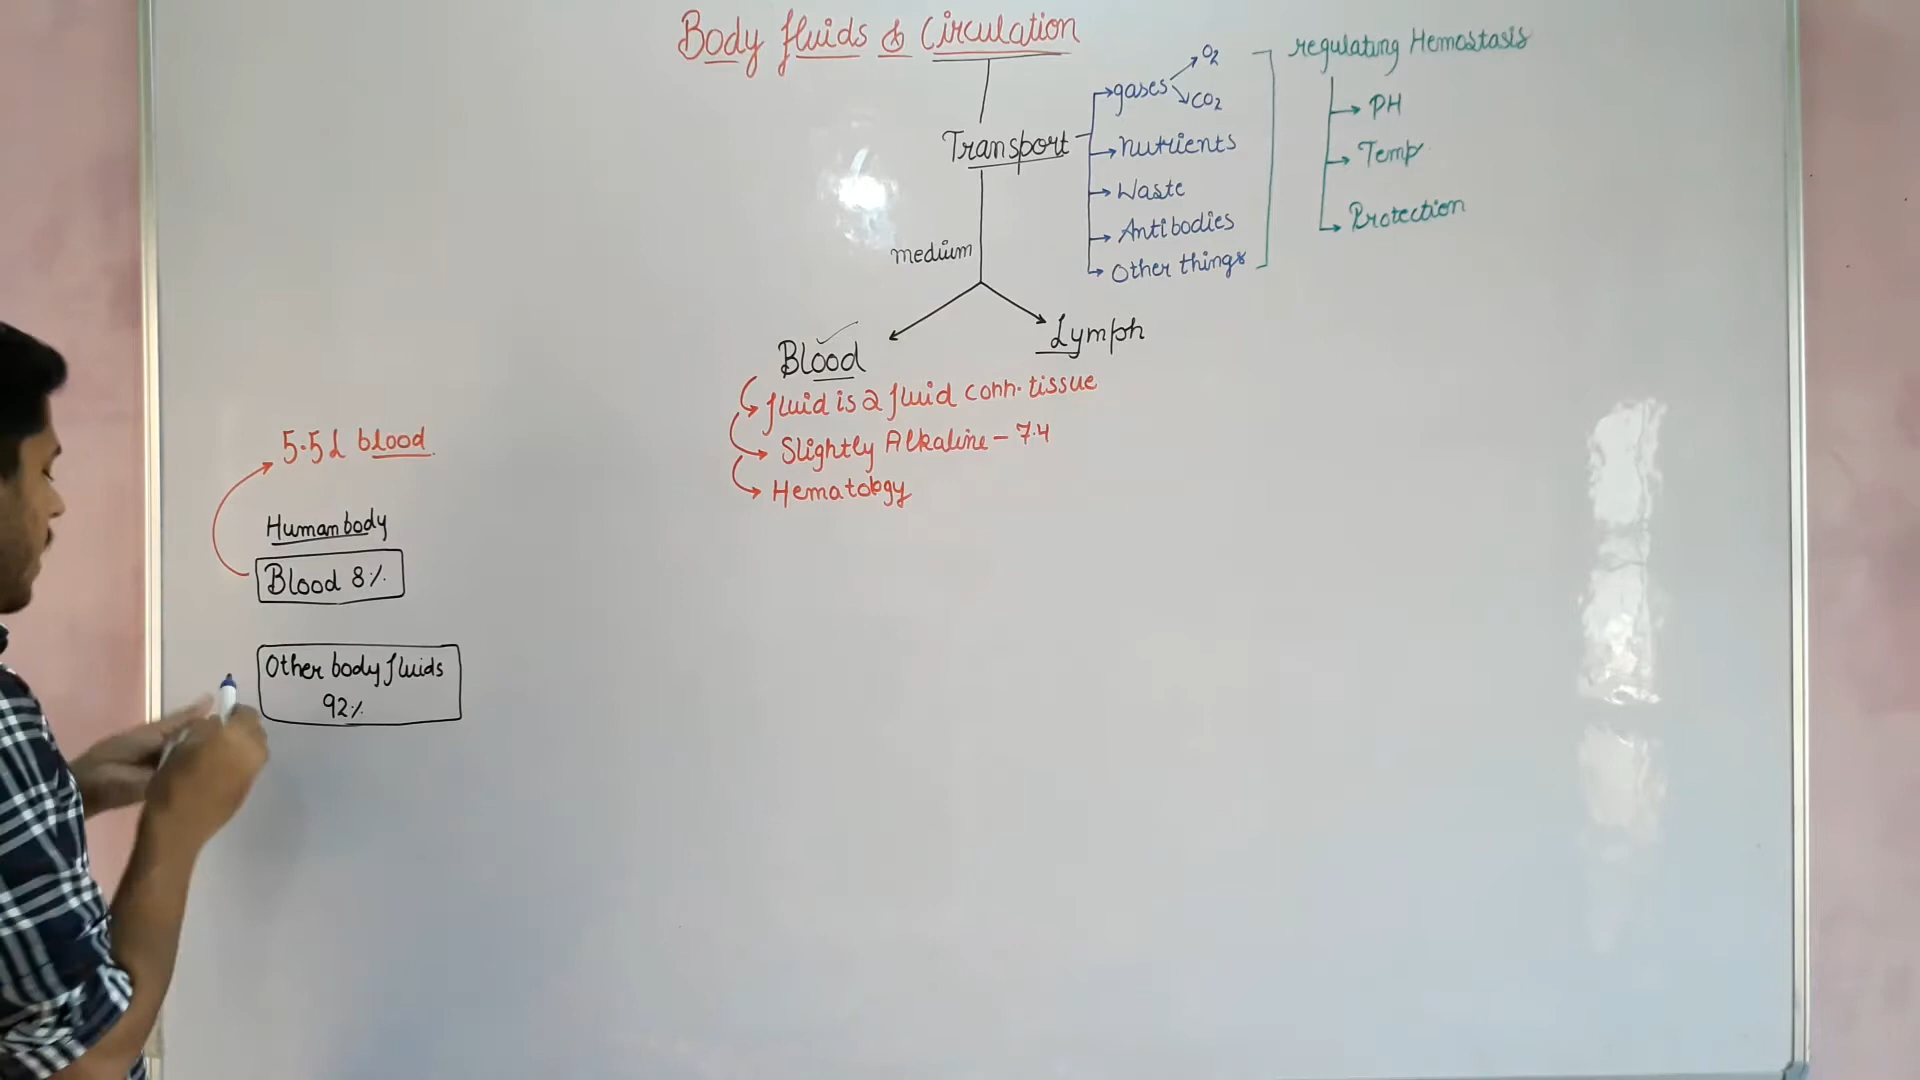 Body fluids & Circulation
Transport
gases
O2
CO2
Nutrients
Waste
Antibodies
Other things
regulating Hemostasis
PH
Temp
Protection
medium
Blood
Lymph
fluid is a fluid conn. tissue
Slightly Alkaline - 7.4
Hematology
5.5L blood
Human body
Blood 8%
Other body fluids
92%